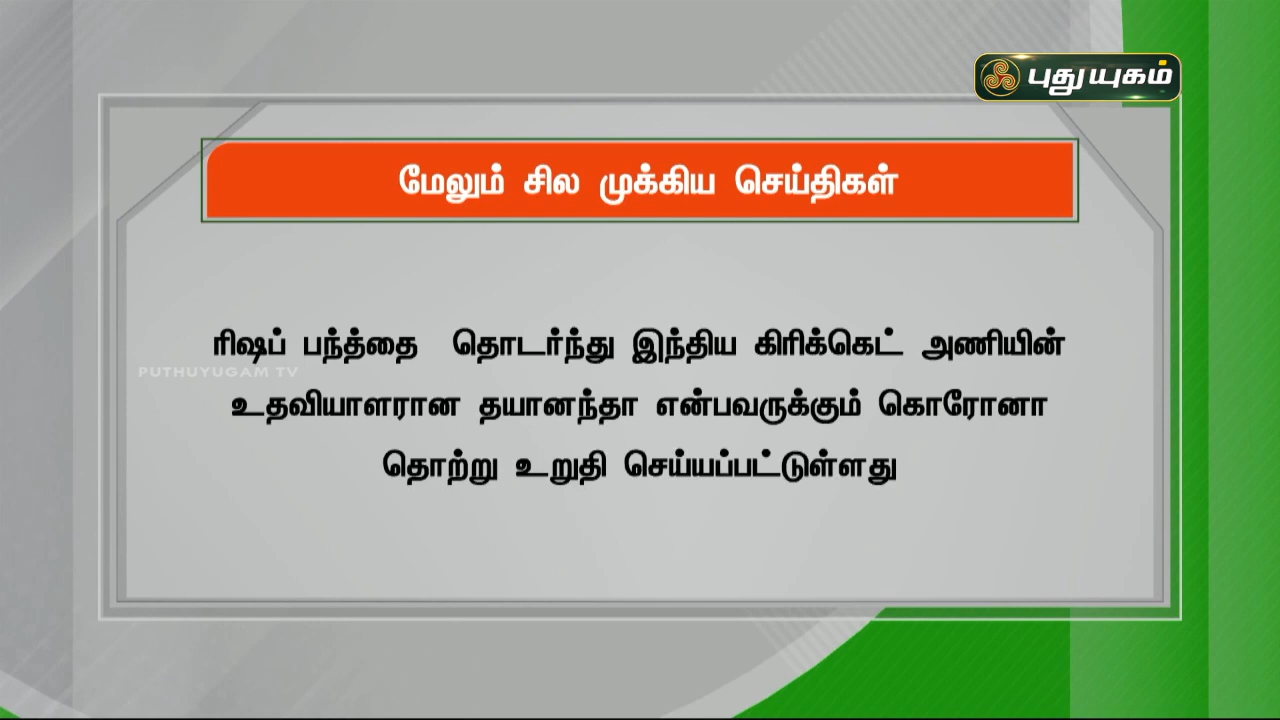 புதுயுகம்
மேலும் சில முக்கிய செய்திகள்
ரிஷப் பந்த்தை தொடர்ந்து இந்திய கிரிக்கெட் அணியின்
PUTHUYUGAM TV
உதவியாளரான தயானந்தா என்பவருக்கும் கொரோனா
தொற்று உறுதி செய்யப்பட்டுள்ளது